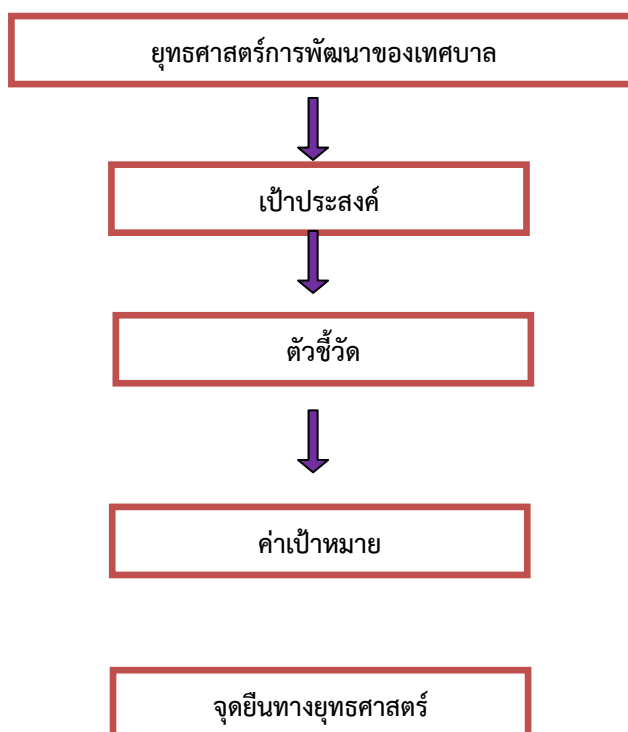 ยุทธศาสตร์การพัฒนาของเทศบาล
เป้าประสงค์
ตัวชี้วัด
ค่าเป้าหมาย
จุดยืนทางยุทธศาสตร์